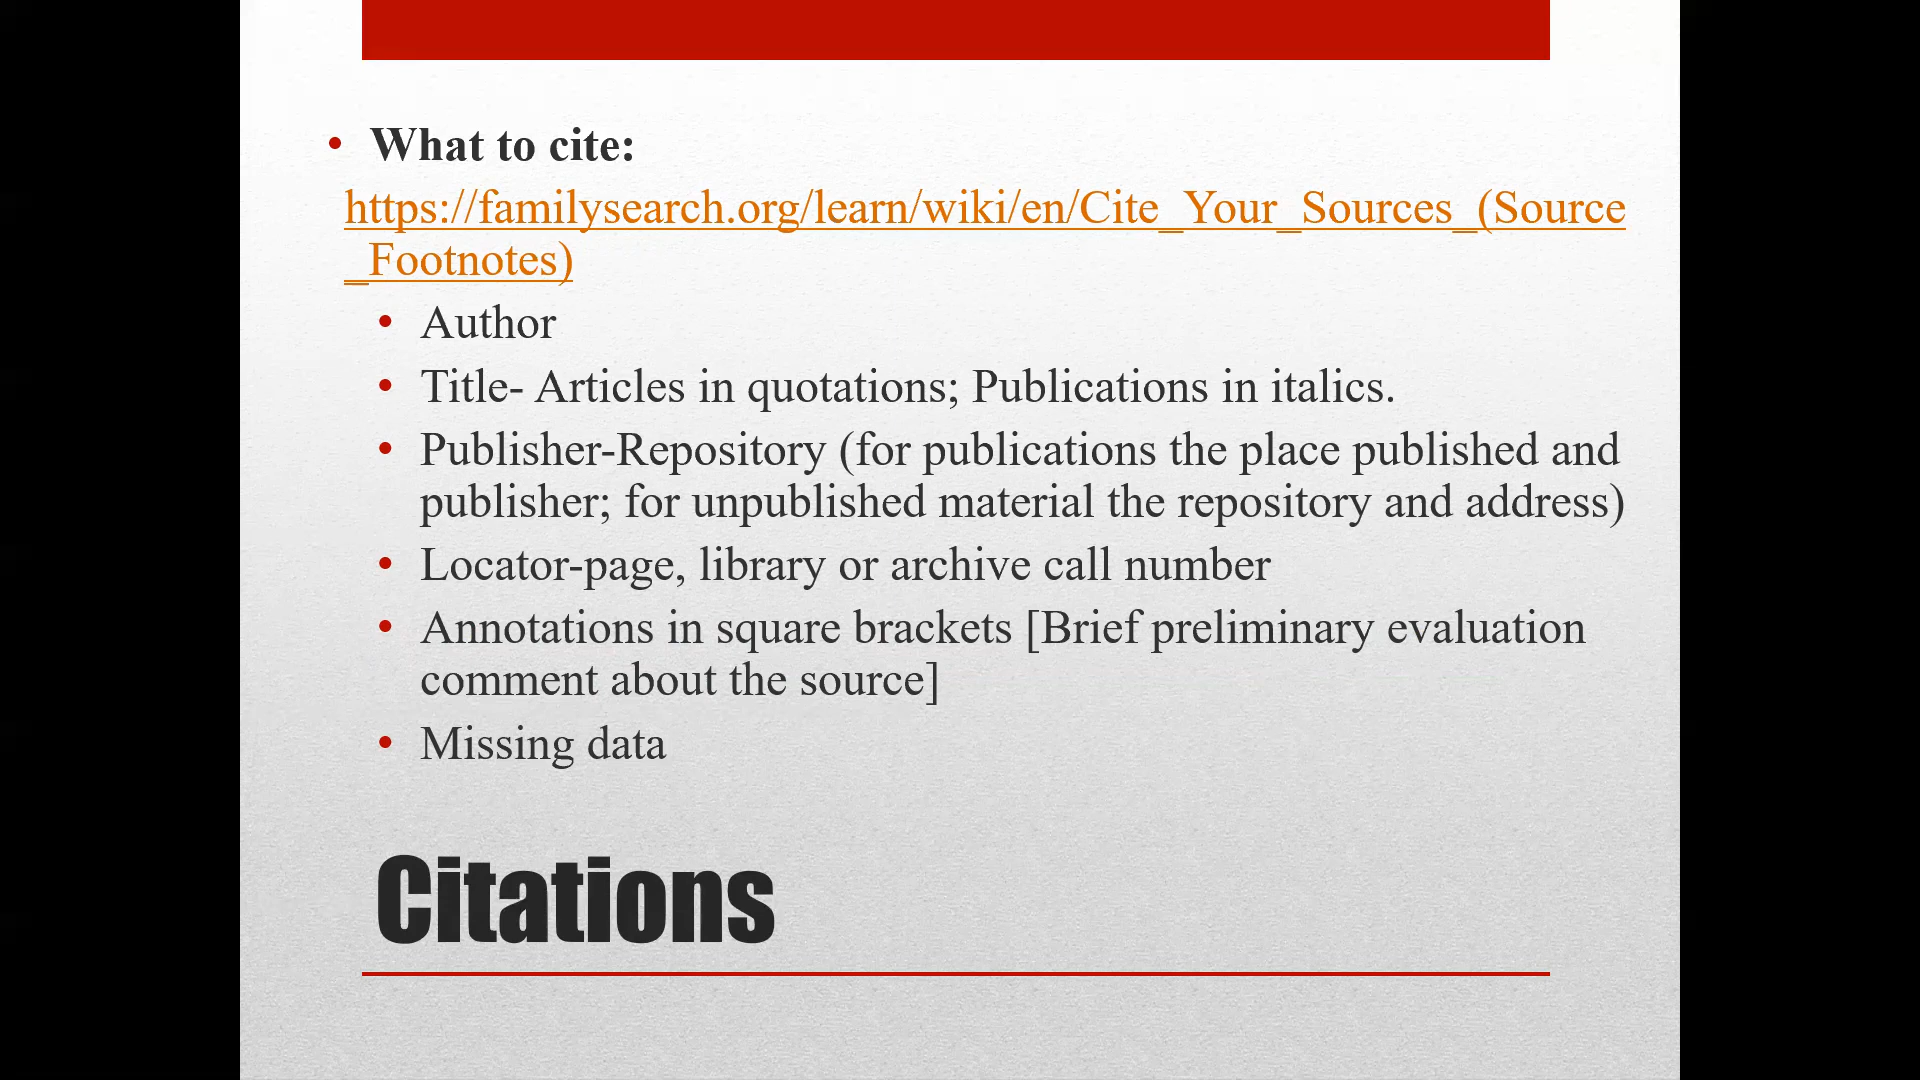 • What to cite:
https://familysearch.org/learn/wiki/en/Cite_Your_Sources_(Source
_Footnotes)
• Author
• Title- Articles in quotations; Publications in italics.
• Publisher-Repository (for publications the place published and
publisher; for unpublished material the repository and address)
• Locator-page, library or archive call number
• Annotations in square brackets [Brief preliminary evaluation
comment about the source]
• Missing data
Citations